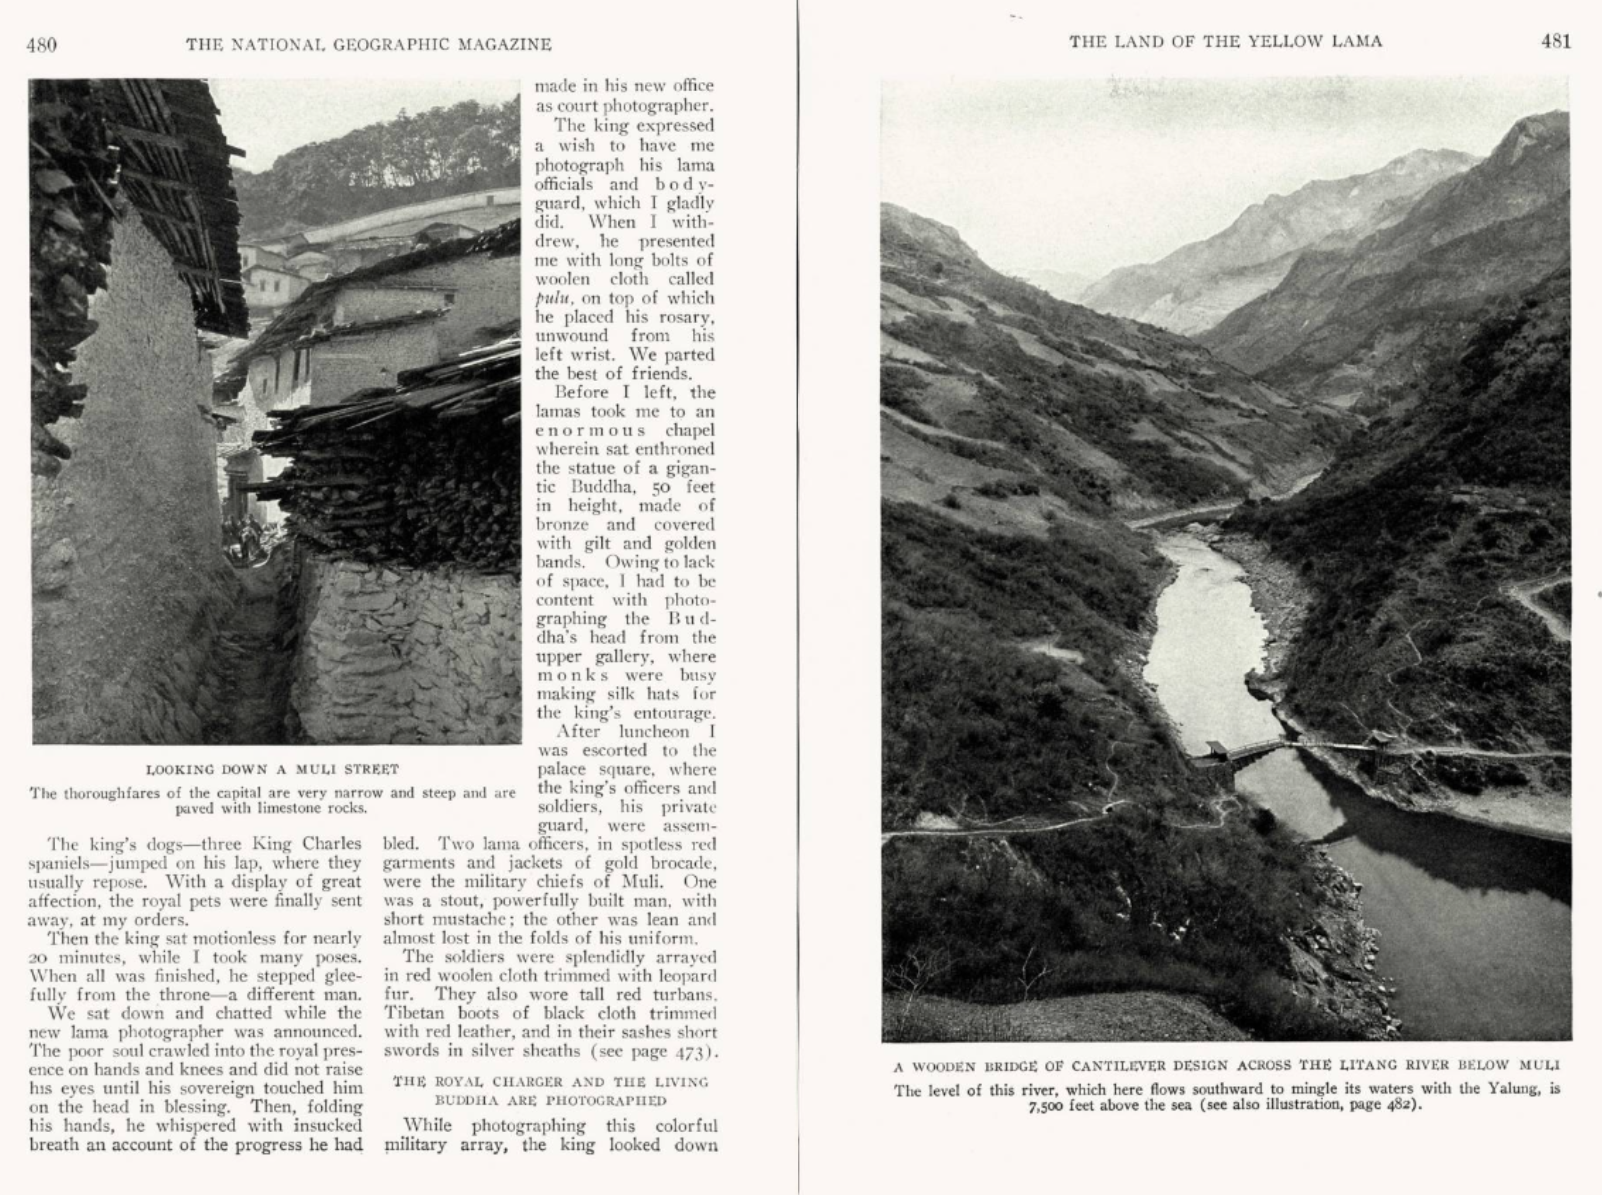 480
THE NATIONAL GEOGRAPHIC MAGAZINE
LOOKING DOWN A MULI STREET
The thoroughfares of the capital are very narrow and steep and are
paved with limestone rocks.
The king's dogs—three King Charles
spaniels—jumped on his lap, where they
usually repose. With a display of great
affection, the royal pets were finally sent
away, at my orders.
Then the king sat motionless for nearly
20 minutes, while I took many poses.
When all was finished, he stepped glee-
fully from the throne—a different man.
We sat down and chatted while the
new lama photographer was announced.
The poor soul crawled into the royal pres-
ence on hands and knees and did not raise
his eyes until his sovereign touched him
on the head in blessing. Then, folding
his hands, he whispered with insucked
breath an account of the progress he had
made in his new office
as court photographer.
The king expressed
a wish to have me
photograph his lama
officials and body-
guard, which I gladly
did. When I with-
drew, he presented
me with long bolts of
woolen cloth called
pulu, on top of which
he placed his rosary,
unwound from his
left wrist. We parted
the best of friends.
Before I left, the
lamas took me to an
enormous chapel
wherein sat enthroned
the statue of a gigan-
tic Buddha, 50 feet
in height, made of
bronze and covered
with gilt and golden
bands. Owing to lack
of space, I had to be
content with photo-
graphing the Bud-
dha's head from the
upper gallery, where
monks were busy
making silk hats for
the king's entourage.
After luncheon I
was escorted to the
palace square, where
the king's officers and
soldiers, his private
guard, were assem-
bled. Two lama officers, in spotless red
garments and jackets of gold brocade,
were the military chiefs of Muli. One
was a stout, powerfully built man, with
short mustache; the other was lean and
almost lost in the folds of his uniform.
The soldiers were splendidly arrayed
in red woolen cloth trimmed with leopard
fur. They also wore tall red turbans,
Tibetan boots of black cloth trimmed
with red leather, and in their sashes short
swords in silver sheaths (see page 473).
THE ROYAL CHARGER AND THE LIVING
BUDDHA ARE PHOTOGRAPHED
While photographing this colorful
military array, the king looked down
THE LAND OF THE YELLOW LAMA
481
A WOODEN BRIDGE OF CANTILEVER DESIGN ACROSS THE LITANG RIVER BELOW MULI
The level of this river, which here flows southward to mingle its waters with the Yalung, is
7,500 feet above the sea (see also illustration, page 482).